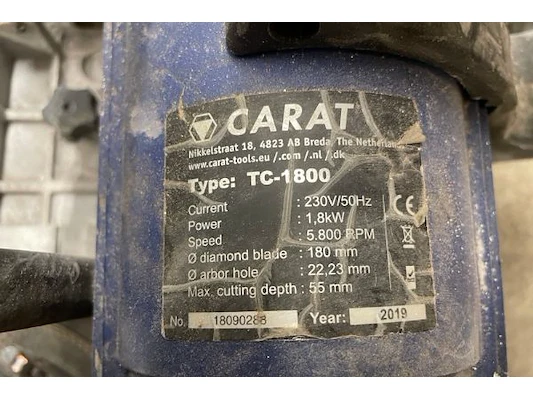 CARAT
Nikkelstraat 18, 4823 AB Breda, The Netherlan
www.carat-tools.eu /.com /.nl /.dk
Type: TC-1800
Current : 230V/50Hz
Power : 1,8kW
Speed : 5.800 RPM
Ø diamond blade : 180 mm
Ø arbor hole : 22,23 mm
Max. cutting depth : 55 mm
No. 18090288 Year: 2019